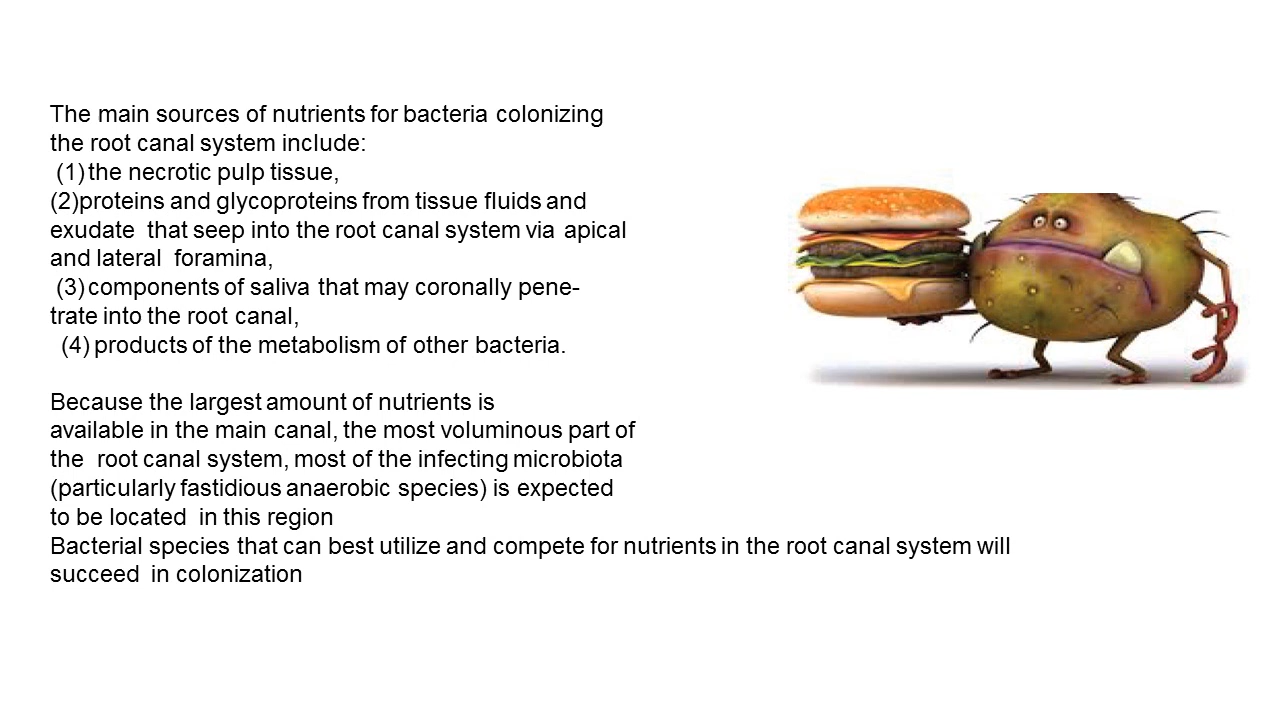 The main sources of nutrients for bacteria colonizing
the root canal system include:
(1) the necrotic pulp tissue,
(2)proteins and glycoproteins from tissue fluids and
exudate that seep into the root canal system via apical
and lateral foramina,
(3) components of saliva that may coronally pene-
trate into the root canal,
(4) products of the metabolism of other bacteria.
Because the largest amount of nutrients is
available in the main canal, the most voluminous part of
the root canal system, most of the infecting microbiota
(particularly fastidious anaerobic species) is expected
to be located in this region
Bacterial species that can best utilize and compete for nutrients in the root canal system will
succeed in colonization